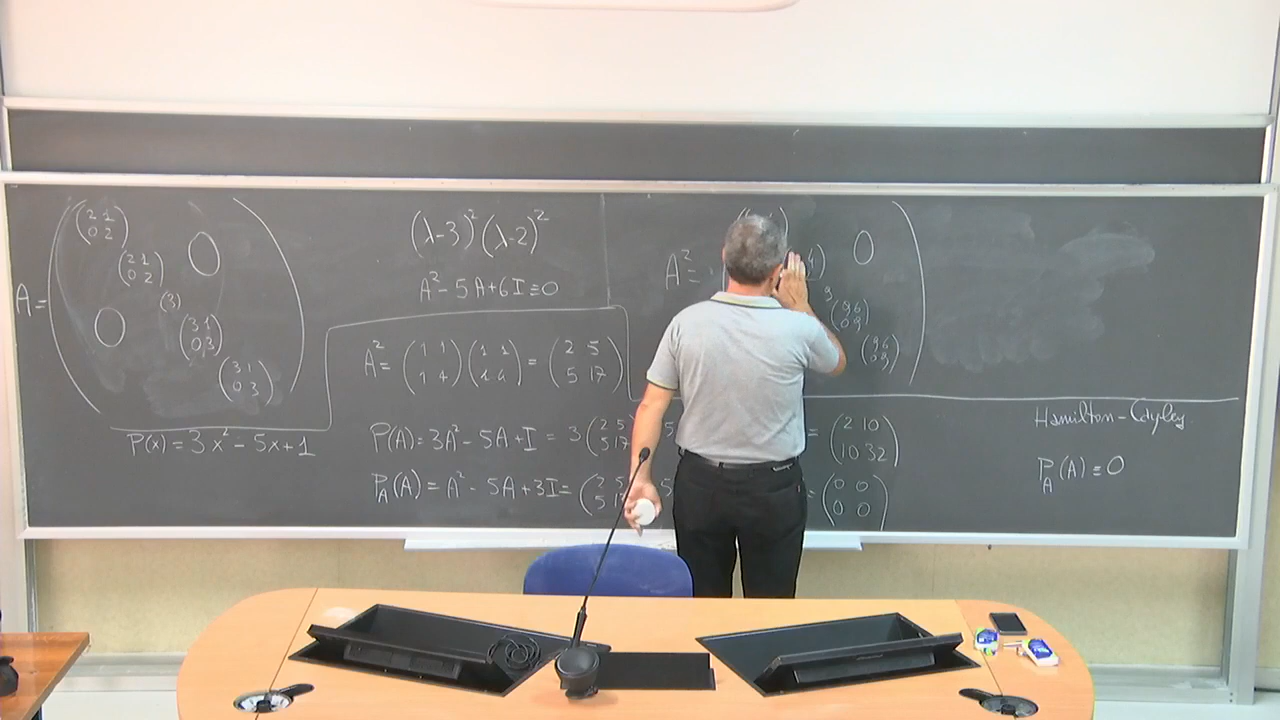 A =
(2 1
0 2)
(2 1
0 2)
0
(3)
0
(3 1
0 3)
(3 1
0 3)
P(x) = 3x² - 5x + 1
(λ-3)² (λ-2)²
A² - 5A + 6I ≡ 0
A² = (1 1
1 4) (1 1
1 4) = (2 5
5 17)
P(A) = 3A² - 5A + I = 3 (2 5
5 17) = (2 10
10 32)
P_A(A) = A² - 5A + 3I = (2 5
5 = (0 0
0 0)
A² =
0
9
(9 6
0 9)
(9 6
0 9)
Hamilton-Cayley
P_A(A) ≡ 0